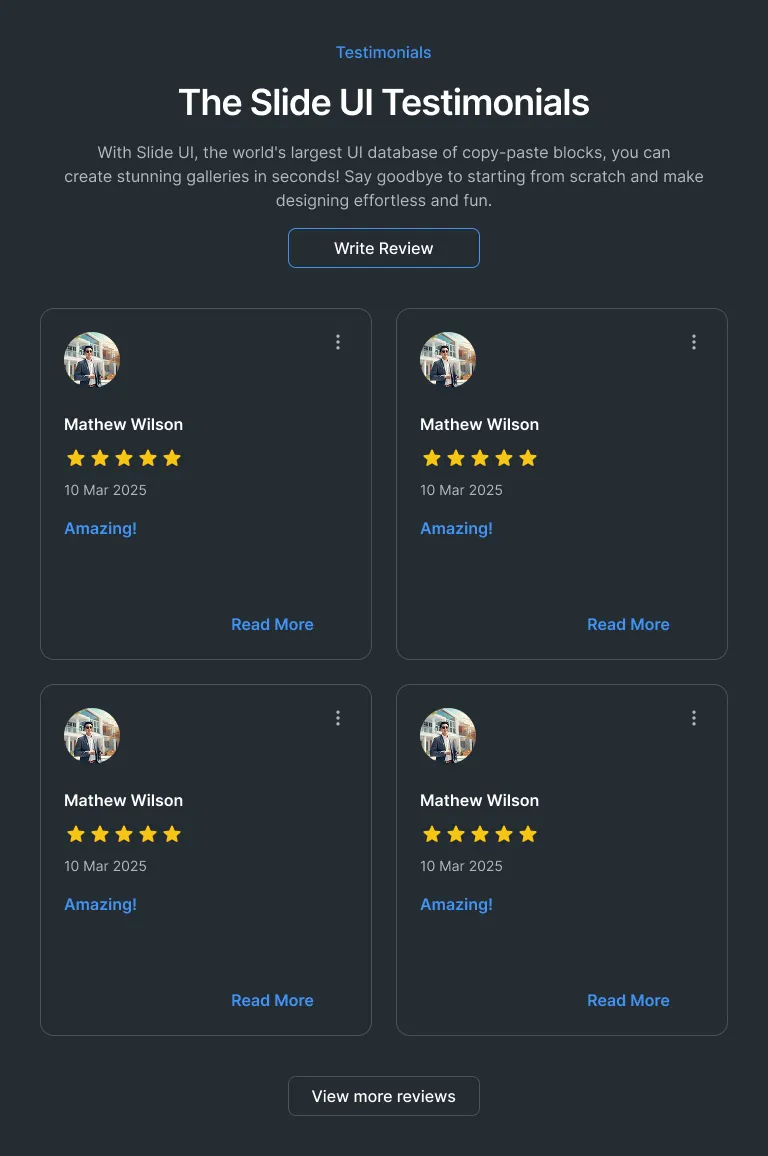 Testimonials
The Slide UI Testimonials
With Slide UI, the world's largest UI database of copy-paste blocks, you can
create stunning galleries in seconds! Say goodbye to starting from scratch and make
designing effortless and fun.
Write Review
Mathew Wilson
10 Mar 2025
Amazing!
Read More
Mathew Wilson
10 Mar 2025
Amazing!
Read More
Mathew Wilson
10 Mar 2025
Amazing!
Read More
Mathew Wilson
10 Mar 2025
Amazing!
Read More
View more reviews